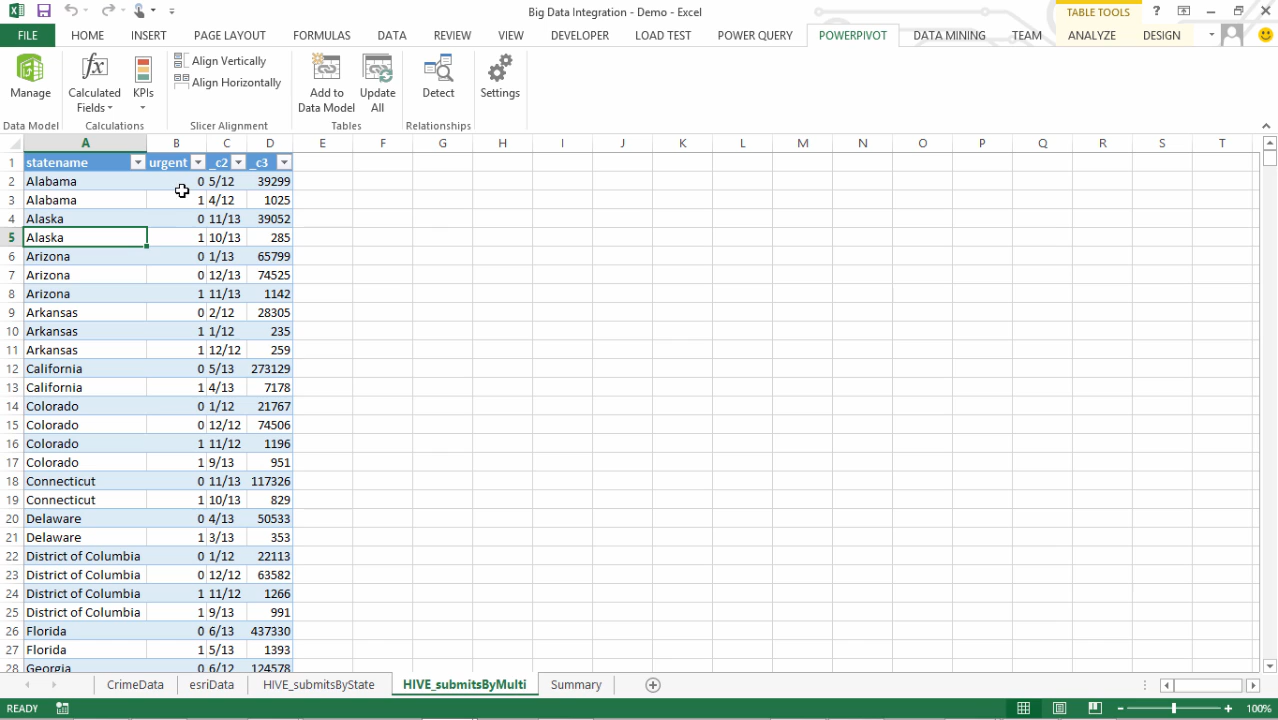 Big Data Integration - Demo - Excel
TABLE TOOLS
?
FILE HOME INSERT PAGE LAYOUT FORMULAS DATA REVIEW VIEW DEVELOPER LOAD TEST POWER QUERY POWERPIVOT DATA MINING TEAM ANALYZE DESIGN
Manage
Calculated
Fields
KPIs
Align Vertically
Align Horizontally
Add to
Data Model
Update
All
Detect
Settings
Data Model Calculations Slicer Alignment Tables Relationships
A B C D E F G H I J K L M N O P Q R S T
1 statename urgent _c2 _c3
2 Alabama 0 5/12 39299
3 Alabama 1 4/12 1025
4 Alaska 0 11/13 39052
5 Alaska 1 10/13 285
6 Arizona 0 1/13 65799
7 Arizona 0 12/13 74525
8 Arizona 1 11/13 1142
9 Arkansas 0 2/12 28305
10 Arkansas 1 1/12 235
11 Arkansas 1 12/12 259
12 California 0 5/13 273129
13 California 1 4/13 7178
14 Colorado 0 1/12 21767
15 Colorado 0 12/12 74506
16 Colorado 1 11/12 1196
17 Colorado 1 9/13 951
18 Connecticut 0 11/13 117326
19 Connecticut 1 10/13 829
20 Delaware 0 4/13 50533
21 Delaware 1 3/13 353
22 District of Columbia 0 1/12 22113
23 District of Columbia 0 12/12 63582
24 District of Columbia 1 11/12 1266
25 District of Columbia 1 9/13 991
26 Florida 0 6/13 437330
27 Florida 1 5/13 1393
28 Georgia 0 6/12 124578
CrimeData esriData HIVE_submitsByState HIVE_submitsByMulti Summary
READY
100%